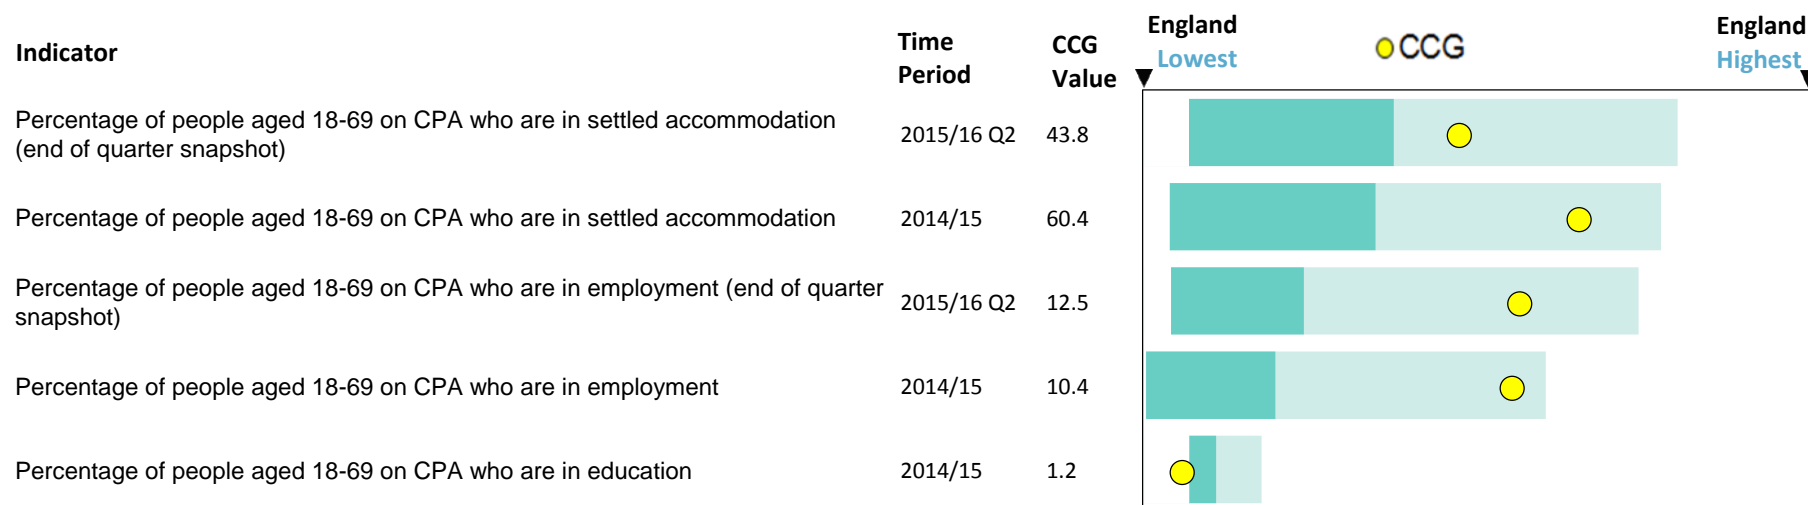 Indicator
Time
Period
CCG
Value
England
Lowest
CCG
England
Highest
Percentage of people aged 18-69 on CPA who are in settled accommodation
(end of quarter snapshot)
2015/16 Q2
43.8
Percentage of people aged 18-69 on CPA who are in settled accommodation
2014/15
60.4
Percentage of people aged 18-69 on CPA who are in employment (end of quarter
snapshot)
2015/16 Q2
12.5
Percentage of people aged 18-69 on CPA who are in employment
2014/15
10.4
Percentage of people aged 18-69 on CPA who are in education
2014/15
1.2